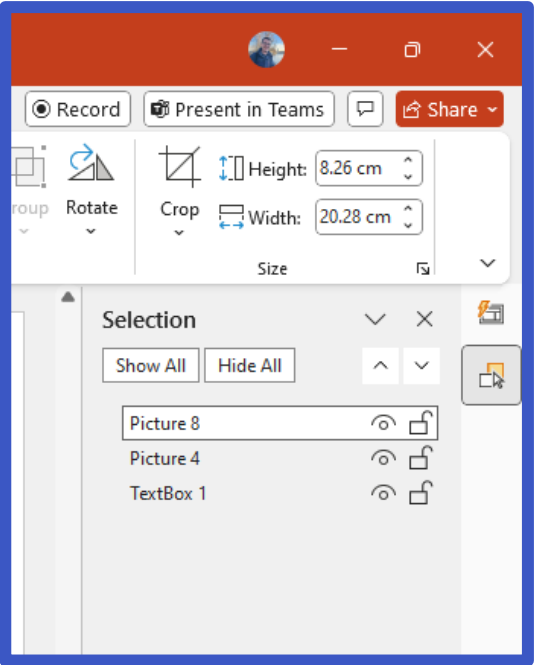 Record Present in Teams Share
Height: 8.26 cm
roup Rotate Crop Width: 20.28 cm
Size
Selection
Show All Hide All
Picture 8
Picture 4
TextBox 1